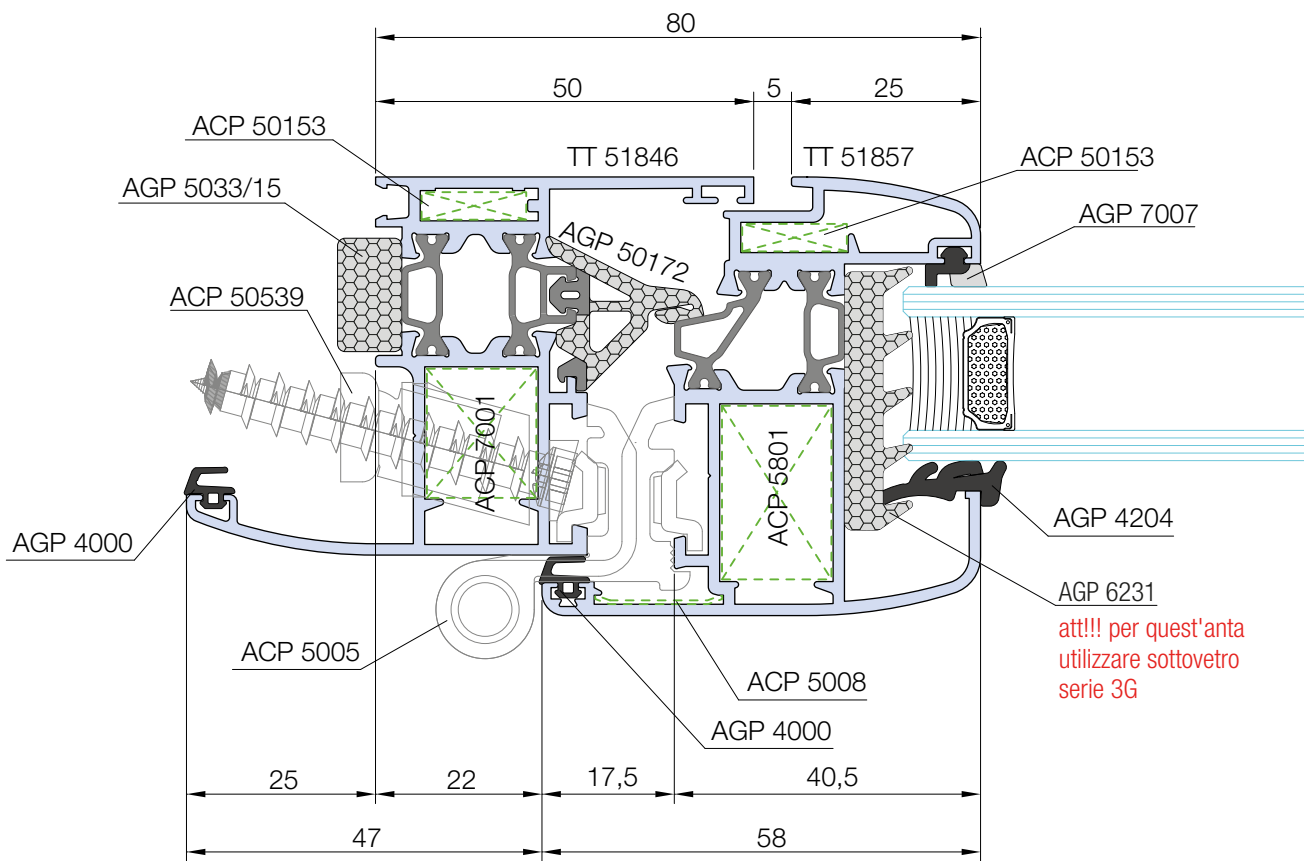 80
50
5
25
ACP 50153
TT 51846
TT 51857
ACP 50153
AGP 5033/15
AGP 7007
AGP 50172
ACP 50539
ACP 7001
ACP 5801
AGP 4000
AGP 4204
AGP 6231
att!!! per quest'anta
utilizzare sottovetro
serie 3G
ACP 5005
ACP 5008
AGP 4000
25
22
17,5
40,5
47
58